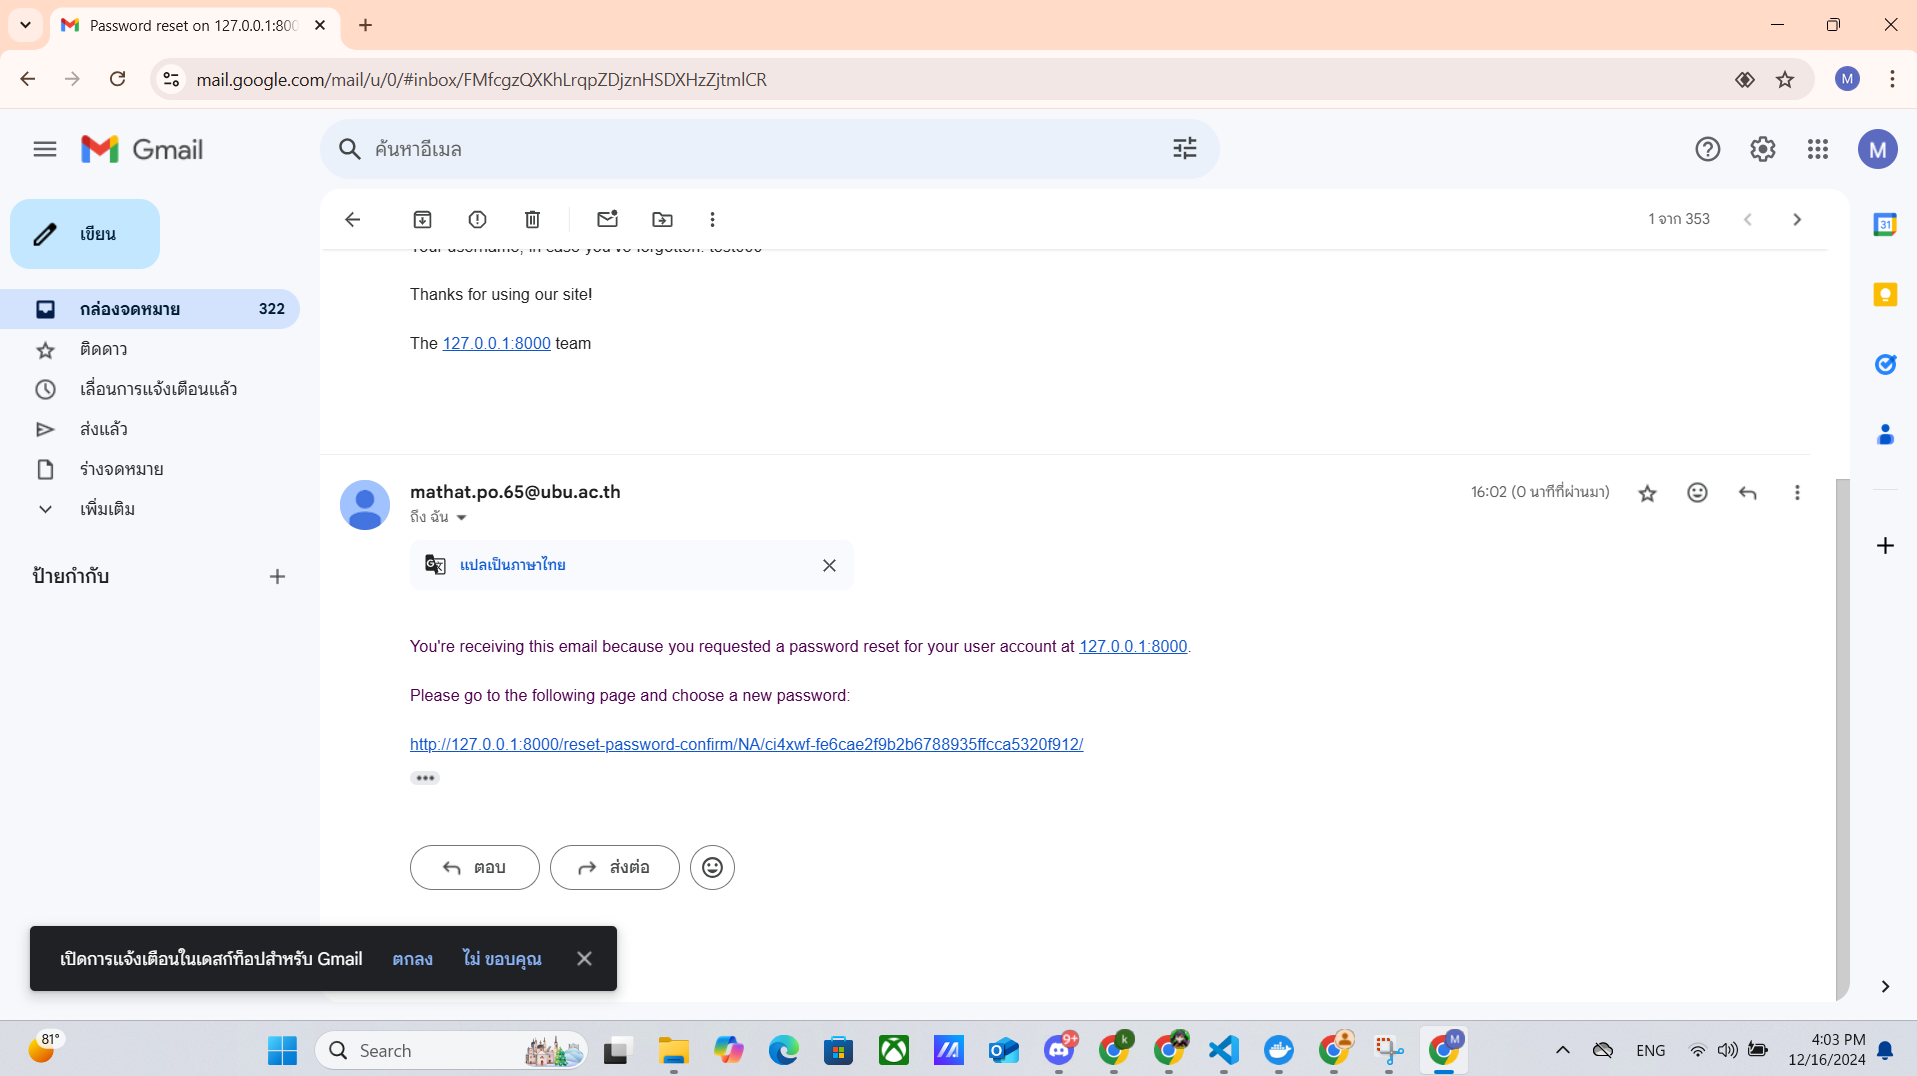 Password reset on 127.0.0.1:800
mail.google.com/mail/u/0/#inbox/FMfcgzQXKhLrqpZDjznHSDXHzZjtmlCR
M
Gmail
ค้นหาอีเมล
M
เขียน
1 จาก 353
31
Your username, in case you've forgotten: test000
กล่องจดหมาย 322
Thanks for using our site!
ติดดาว
The 127.0.0.1:8000 team
เลื่อนการแจ้งเตือนแล้ว
ส่งแล้ว
ร่างจดหมาย
เพิ่มเติม
ป้ายกำกับ
mathat.po.65@ubu.ac.th
16:02 (0 นาทีที่ผ่านมา)
ถึง ฉัน
แปลเป็นภาษาไทย
You're receiving this email because you requested a password reset for your user account at 127.0.0.1:8000.
Please go to the following page and choose a new password:
http://127.0.0.1:8000/reset-password-confirm/NA/ci4xwf-fe6cae2f9b2b6788935ffcca5320f912/
ตอบ
ส่งต่อ
เปิดการแจ้งเตือนในเดสก์ท็อปสำหรับ Gmail ตกลง ไม่ ขอบคุณ
81°
Search
9+
k
M
ENG
4:03 PM
12/16/2024